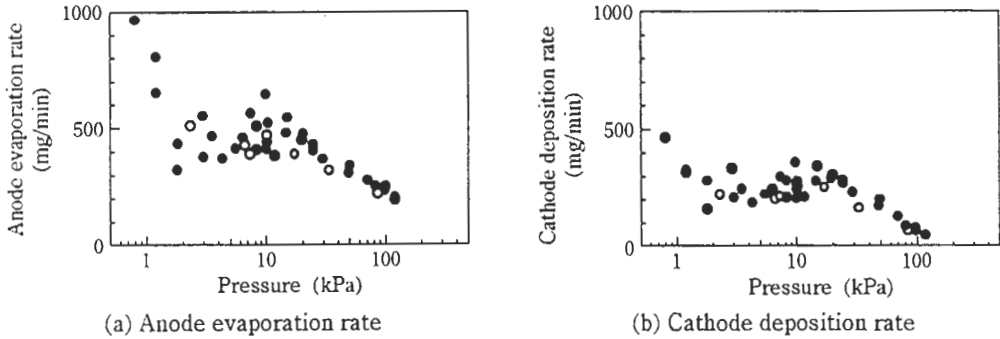 Anode evaporation rate
(mg/min)
1000
500
0
1
10
100
Pressure (kPa)
(a) Anode evaporation rate
Cathode deposition rate
(mg/min)
1000
500
0
1
10
100
Pressure (kPa)
(b) Cathode deposition rate